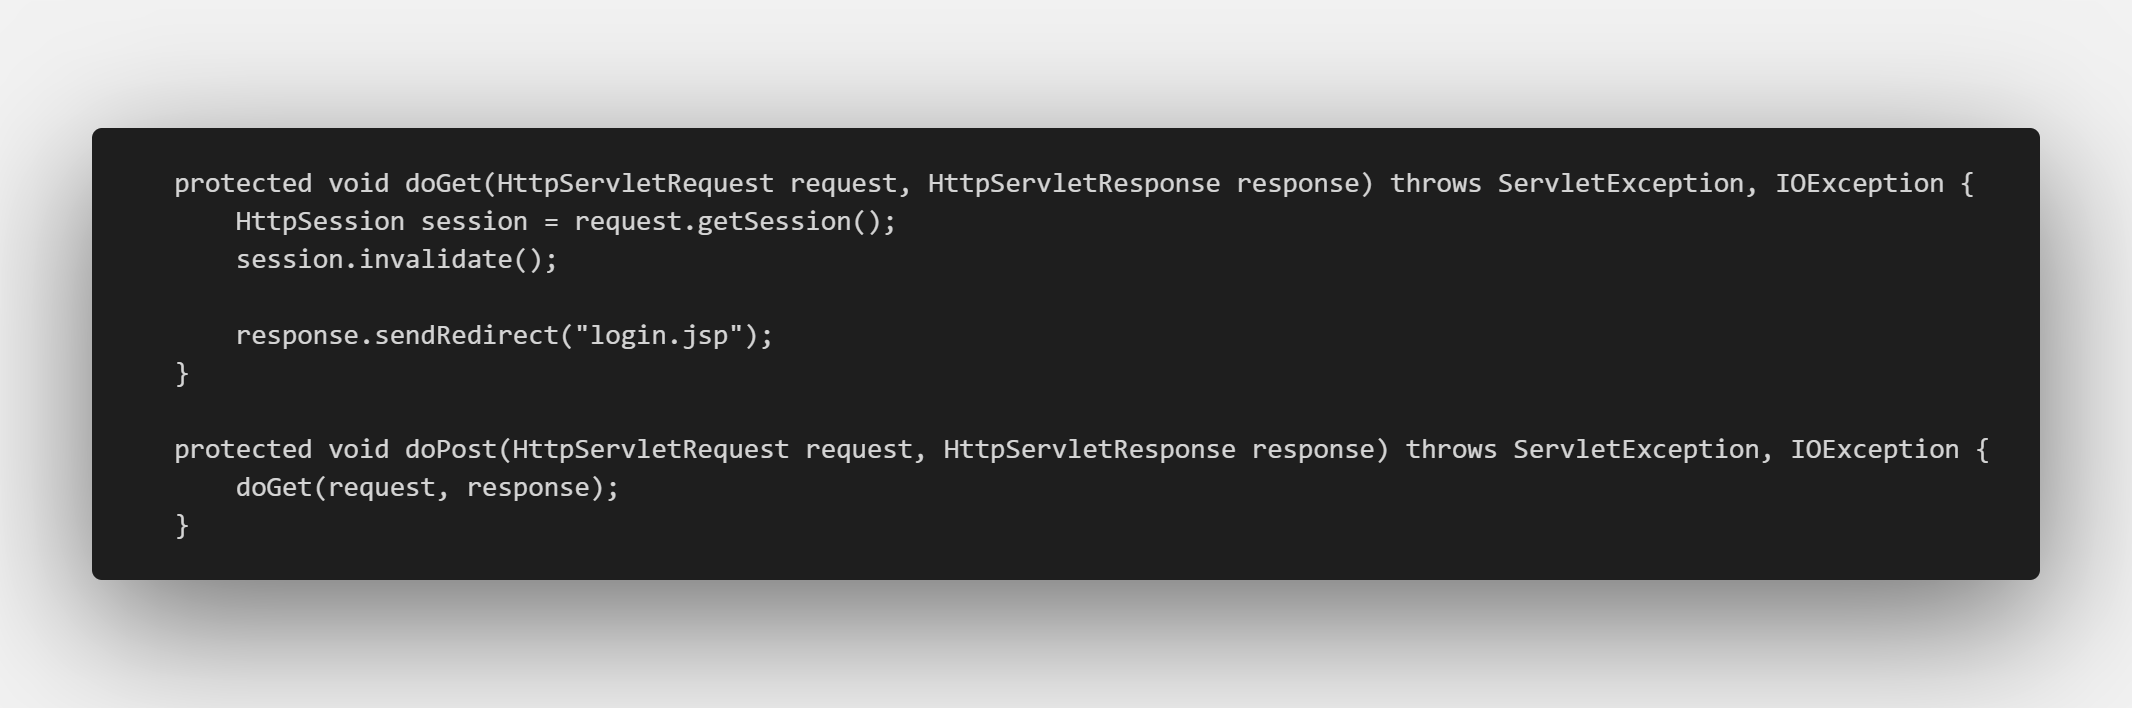 protected void doGet(HttpServletRequest request, HttpServletResponse response) throws ServletException, IOException {
    HttpSession session = request.getSession();
    session.invalidate();

    response.sendRedirect("login.jsp");
}

protected void doPost(HttpServletRequest request, HttpServletResponse response) throws ServletException, IOException {
    doGet(request, response);
}